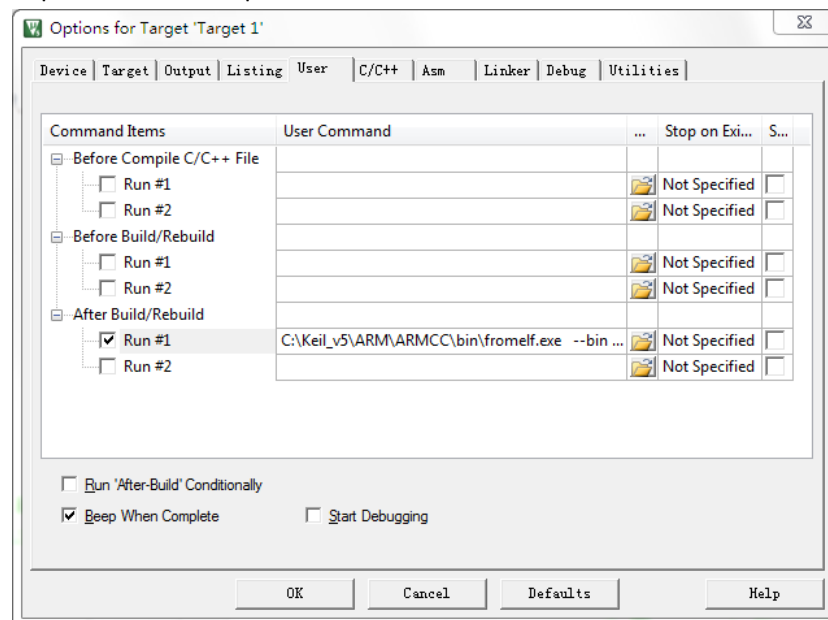 Options for Target 'Target 1'
Device Target Output Listing User C/C++ Asm Linker Debug Utilities
Command Items User Command ... Stop on Exi... S...
Before Compile C/C++ File
Run #1 Not Specified
Run #2 Not Specified
Before Build/Rebuild
Run #1 Not Specified
Run #2 Not Specified
After Build/Rebuild
Run #1 C:\Keil_v5\ARM\ARMCC\bin\fromelf.exe --bin ... Not Specified
Run #2 Not Specified
Run 'After-Build' Conditionally
Beep When Complete Start Debugging
OK Cancel Defaults Help